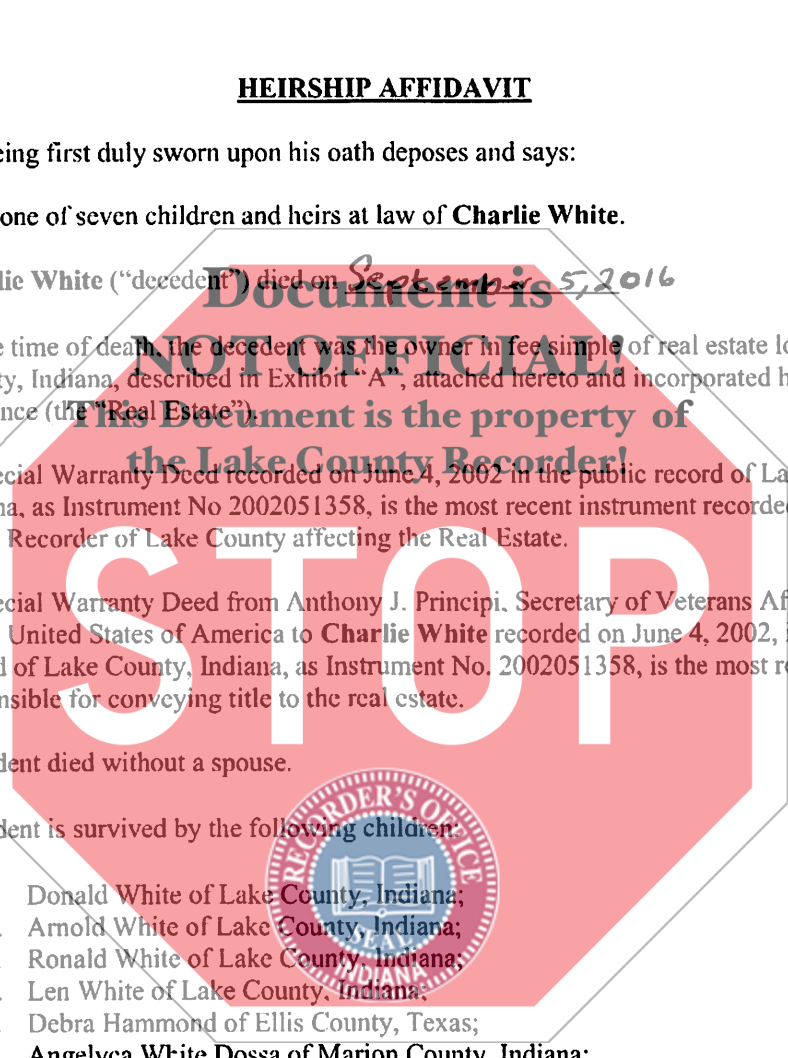 HEIRSHIP AFFIDAVIT
eing first duly sworn upon his oath deposes and says:
one of seven children and heirs at law of Charlie White.
lie White ("decedent") died on September 5, 2016
Document is
NOT OFFICIAL!
e time of death, the decedent was the owner in fee simple of real estate lo
ty, Indiana, described in Exhibit "A", attached hereto and incorporated h
nce (the "Real Estate").
This Document is the property of
the Lake County Recorder!
ecial Warranty Deed recorded on June 4, 2002 in the public record of La
na, as Instrument No 2002051358, is the most recent instrument recorde
Recorder of Lake County affecting the Real Estate.
STOP
ecial Warranty Deed from Anthony J. Principi, Secretary of Veterans Af
United States of America to Charlie White recorded on June 4, 2002, i
d of Lake County, Indiana, as Instrument No. 2002051358, is the most re
nsible for conveying title to the real estate.
dent died without a spouse.
dent is survived by the following children:
RECORDER'S OFFICE
SEAL
INDIANA
Donald White of Lake County, Indiana;
Arnold White of Lake County, Indiana;
Ronald White of Lake County, Indiana;
Len White of Lake County, Indiana;
Debra Hammond of Ellis County, Texas;
Angelyca White Dossa of Marion County, Indiana;